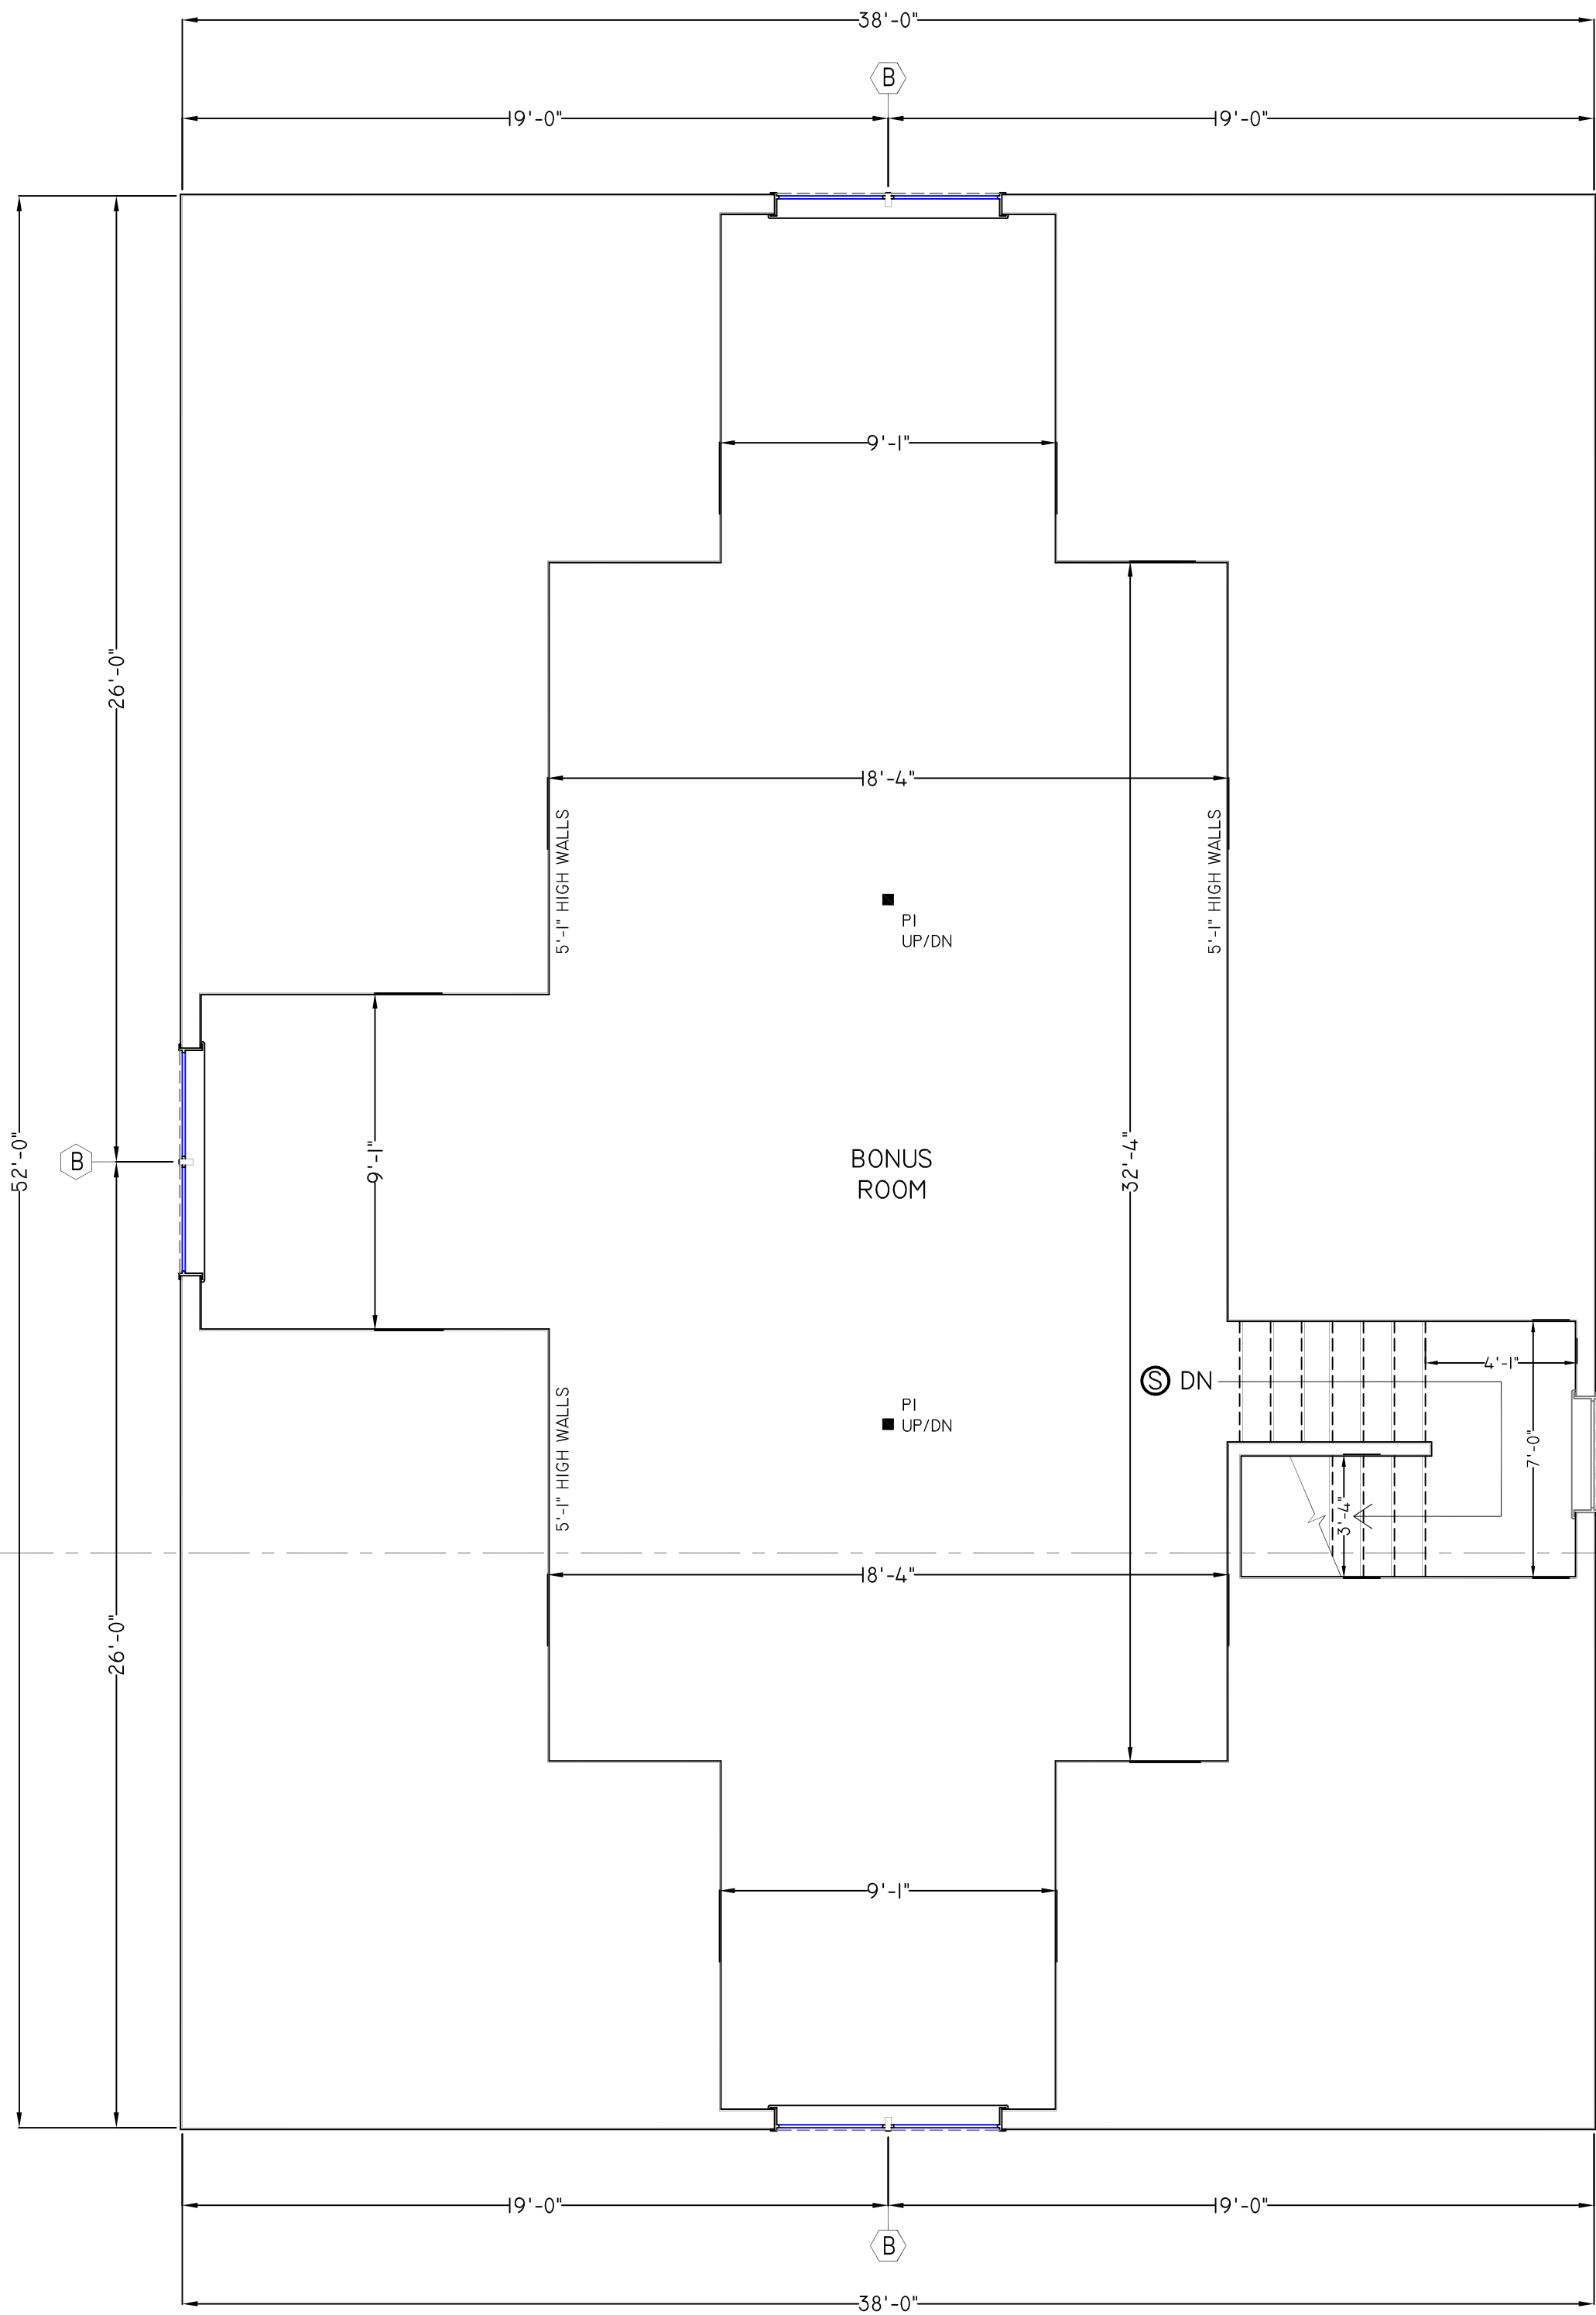 38'-0"
B
19'-0"
19'-0"
9'-1"
26'-0"
18'-4"
5'-1" HIGH WALLS
5'-1" HIGH WALLS
P1
UP/DN
52'-0"
B
9'-1"
BONUS
ROOM
32'-4"
4'-1"
S DN
P1
UP/DN
5'-1" HIGH WALLS
7'-0"
3'-4"
18'-4"
26'-0"
9'-1"
19'-0"
19'-0"
B
38'-0"